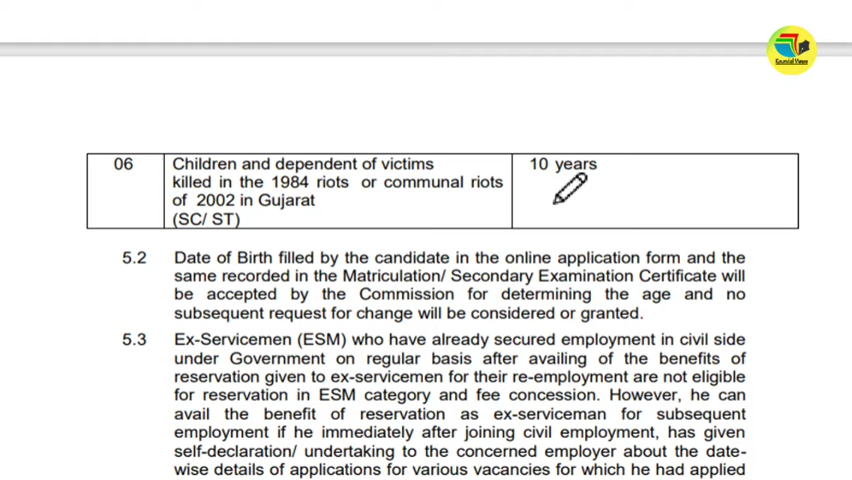 Kaushal Views
06 Children and dependent of victims 10 years
killed in the 1984 riots or communal riots
of 2002 in Gujarat
(SC/ ST)
5.2 Date of Birth filled by the candidate in the online application form and the
same recorded in the Matriculation/ Secondary Examination Certificate will
be accepted by the Commission for determining the age and no
subsequent request for change will be considered or granted.
5.3 Ex-Servicemen (ESM) who have already secured employment in civil side
under Government on regular basis after availing of the benefits of
reservation given to ex-servicemen for their re-employment are not eligible
for reservation in ESM category and fee concession. However, he can
avail the benefit of reservation as ex-serviceman for subsequent
employment if he immediately after joining civil employment, has given
self-declaration/ undertaking to the concerned employer about the date-
wise details of applications for various vacancies for which he had applied